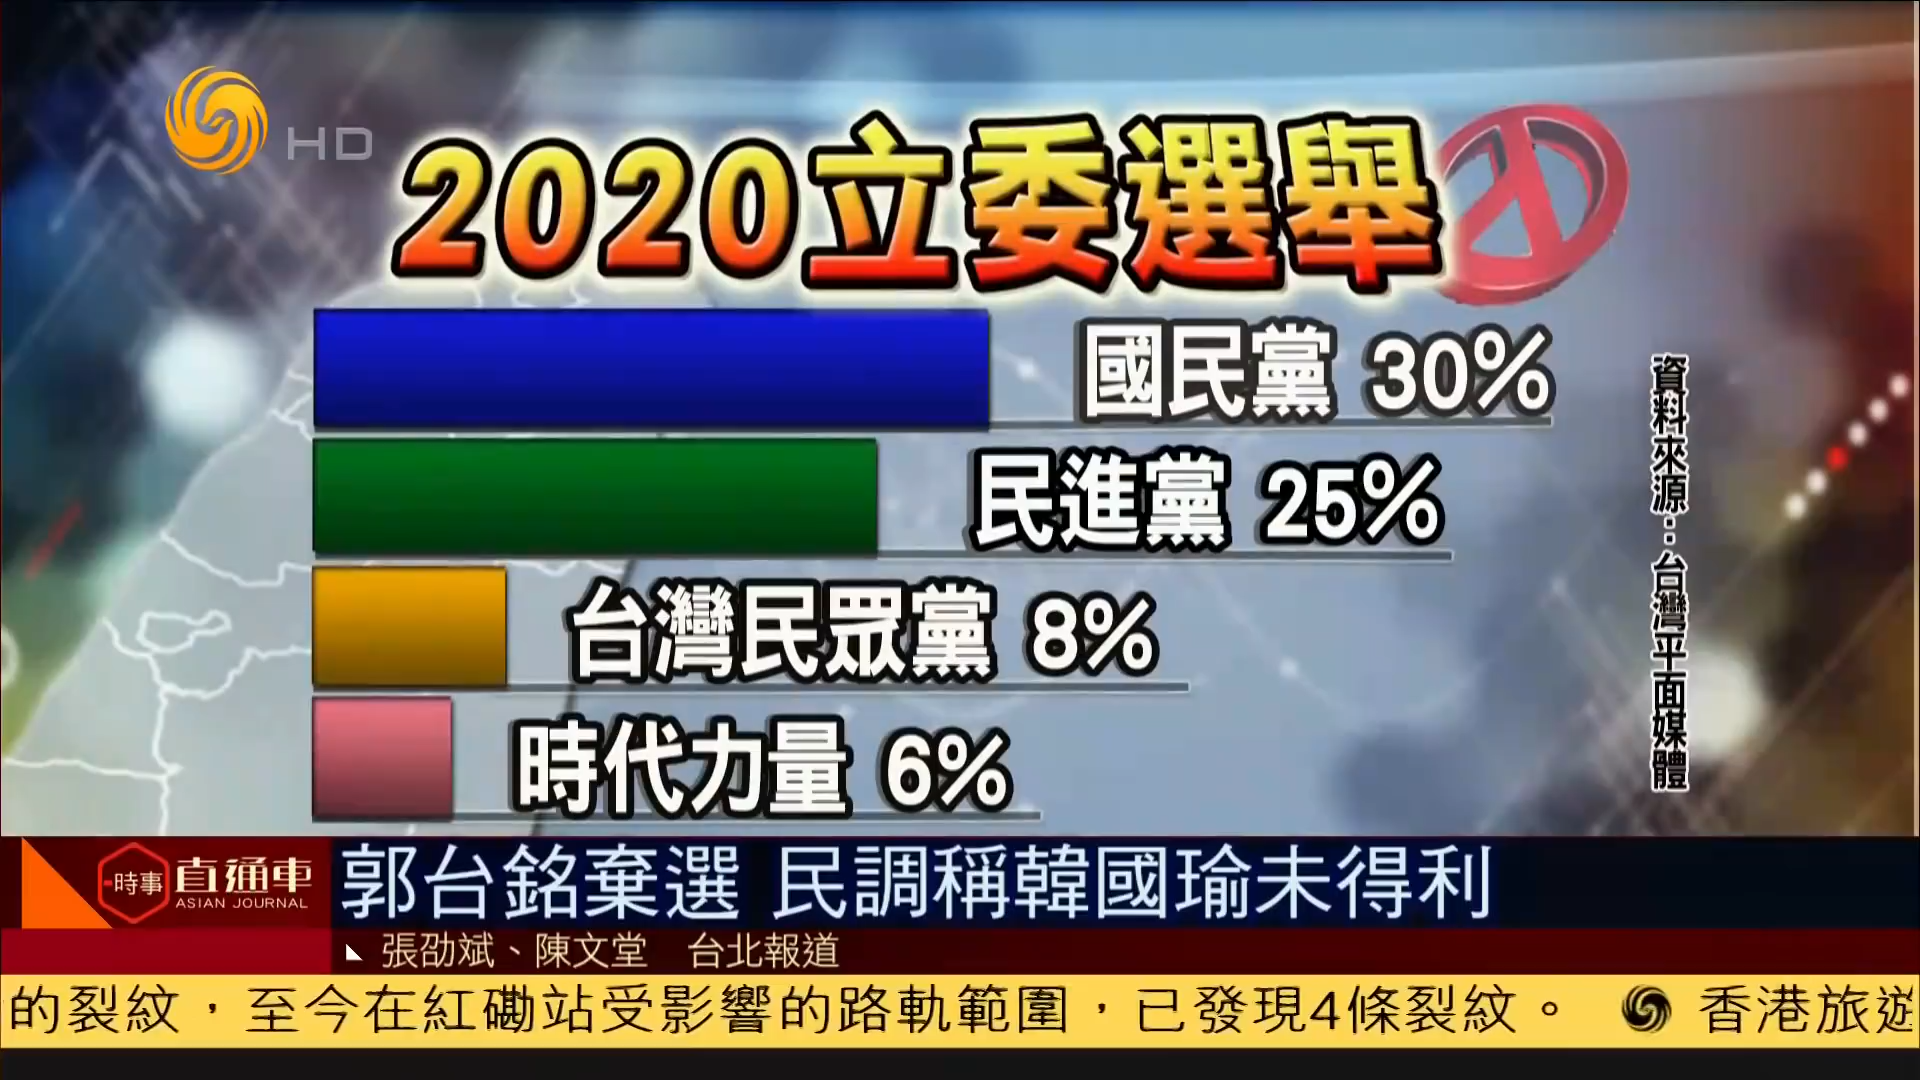 HD
2020立委選舉
國民黨 30%
民進黨 25%
台灣民眾黨 8%
時代力量 6%
資料來源：台灣平面媒體
時事 直通車
ASIAN JOURNAL
郭台銘棄選 民調稱韓國瑜未得利
張劭斌、陳文堂 台北報道
的裂紋，至今在紅磡站受影響的路軌範圍，已發現4條裂紋。 香港旅遊